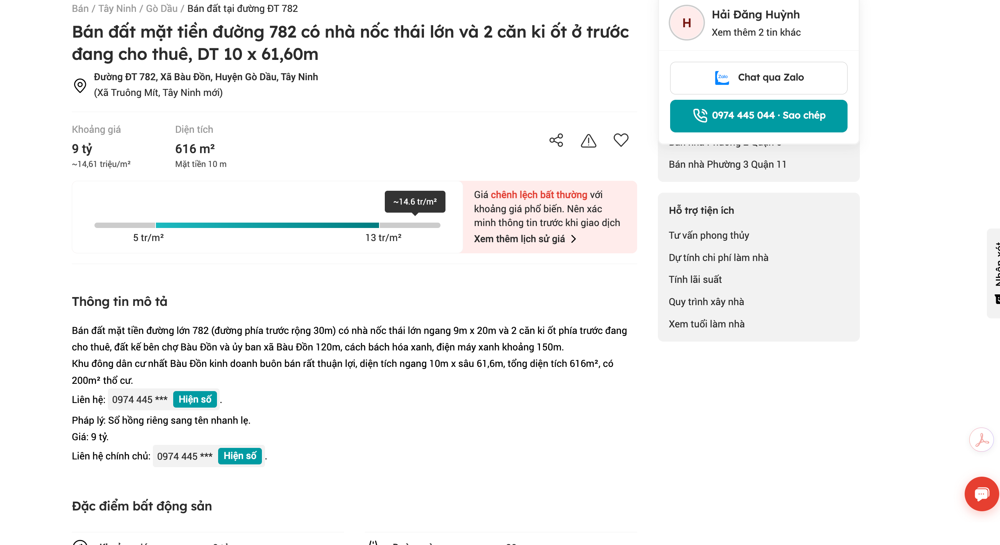 Bán / Tây Ninh / Gò Dầu / Bán đất tại đường ĐT 782
Bán đất mặt tiền đường 782 có nhà nốc thái lớn và 2 căn ki ốt ở trước
đang cho thuê, DT 10 x 61,60m
Đường ĐT 782, Xã Bàu Đồn, Huyện Gò Dầu, Tây Ninh
(Xã Truông Mít, Tây Ninh mới)
Khoảng giá
9 tỷ
~14,61 triệu/m²
Diện tích
616 m²
Mặt tiền 10 m
~14.6 tr/m²
5 tr/m²
13 tr/m²
Giá chênh lệch bất thường với
khoảng giá phổ biến. Nên xác
minh thông tin trước khi giao dịch
Xem thêm lịch sử giá
Thông tin mô tả
Bán đất mặt tiền đường lớn 782 (đường phía trước rộng 30m) có nhà nốc thái lớn ngang 9m x 20m và 2 căn ki ốt phía trước đang
cho thuê, đất kế bên chợ Bàu Đồn và ủy ban xã Bàu Đồn 120m, cách bách hóa xanh, điện máy xanh khoảng 150m.
Khu đông dân cư nhất Bàu Đồn kinh doanh buôn bán rất thuận lợi, diện tích ngang 10m x sâu 61,6m, tổng diện tích 616m², có
200m² thổ cư.
Liên hệ: 0974 445 *** Hiện số .
Pháp lý: Sổ hồng riêng sang tên nhanh lẹ.
Giá: 9 tỷ.
Liên hệ chính chủ: 0974 445 *** Hiện số .
Đặc điểm bất động sản
H
Hải Đăng Huỳnh
Xem thêm 2 tin khác
Zalo
Chat qua Zalo
0974 445 044 · Sao chép
Bán nhà Phường 3 Quận 11
Hỗ trợ tiện ích
Tư vấn phong thủy
Dự tính chi phí làm nhà
Tính lãi suất
Quy trình xây nhà
Xem tuổi làm nhà